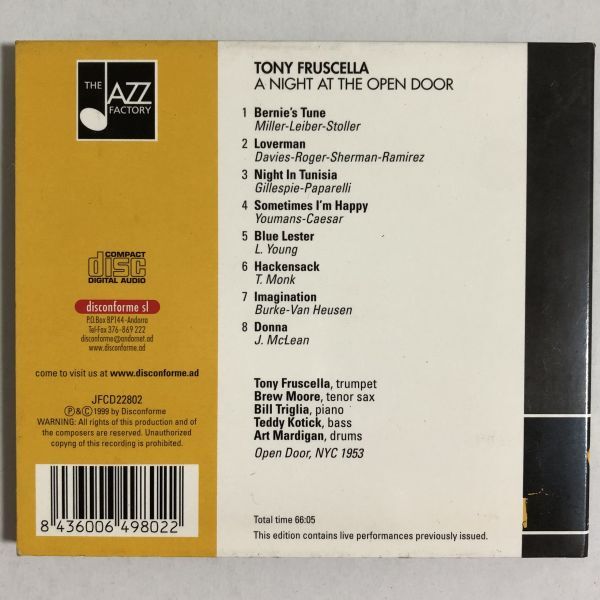 THE
JAZZ
FACTORY
COMPACT
disc
DIGITAL AUDIO
disconforme sl
P.O.Box BP144-Andorra
Tel-Fax 376-869 222
disconforme@andornet.ad
www.disconforme.ad
come to visit us at www.disconforme.ad
JFCD22802
Ⓟ&© 1999 by Disconforme
WARNING: All rights of this production and of
the composers are reserved. Unauthorized
copyng of this recording is prohibited.
8 436006 498022
TONY FRUSCELLA
A NIGHT AT THE OPEN DOOR
1 Bernie's Tune
Miller-Leiber-Stoller
2 Loverman
Davies-Roger-Sherman-Ramirez
3 Night In Tunisia
Gillespie-Paparelli
4 Sometimes I'm Happy
Youmans-Caesar
5 Blue Lester
L. Young
6 Hackensack
T. Monk
7 Imagination
Burke-Van Heusen
8 Donna
J. McLean
Tony Fruscella, trumpet
Brew Moore, tenor sax
Bill Triglia, piano
Teddy Kotick, bass
Art Mardigan, drums
Open Door, NYC 1953
Total time 66:05
This edition contains live performances previously issued.